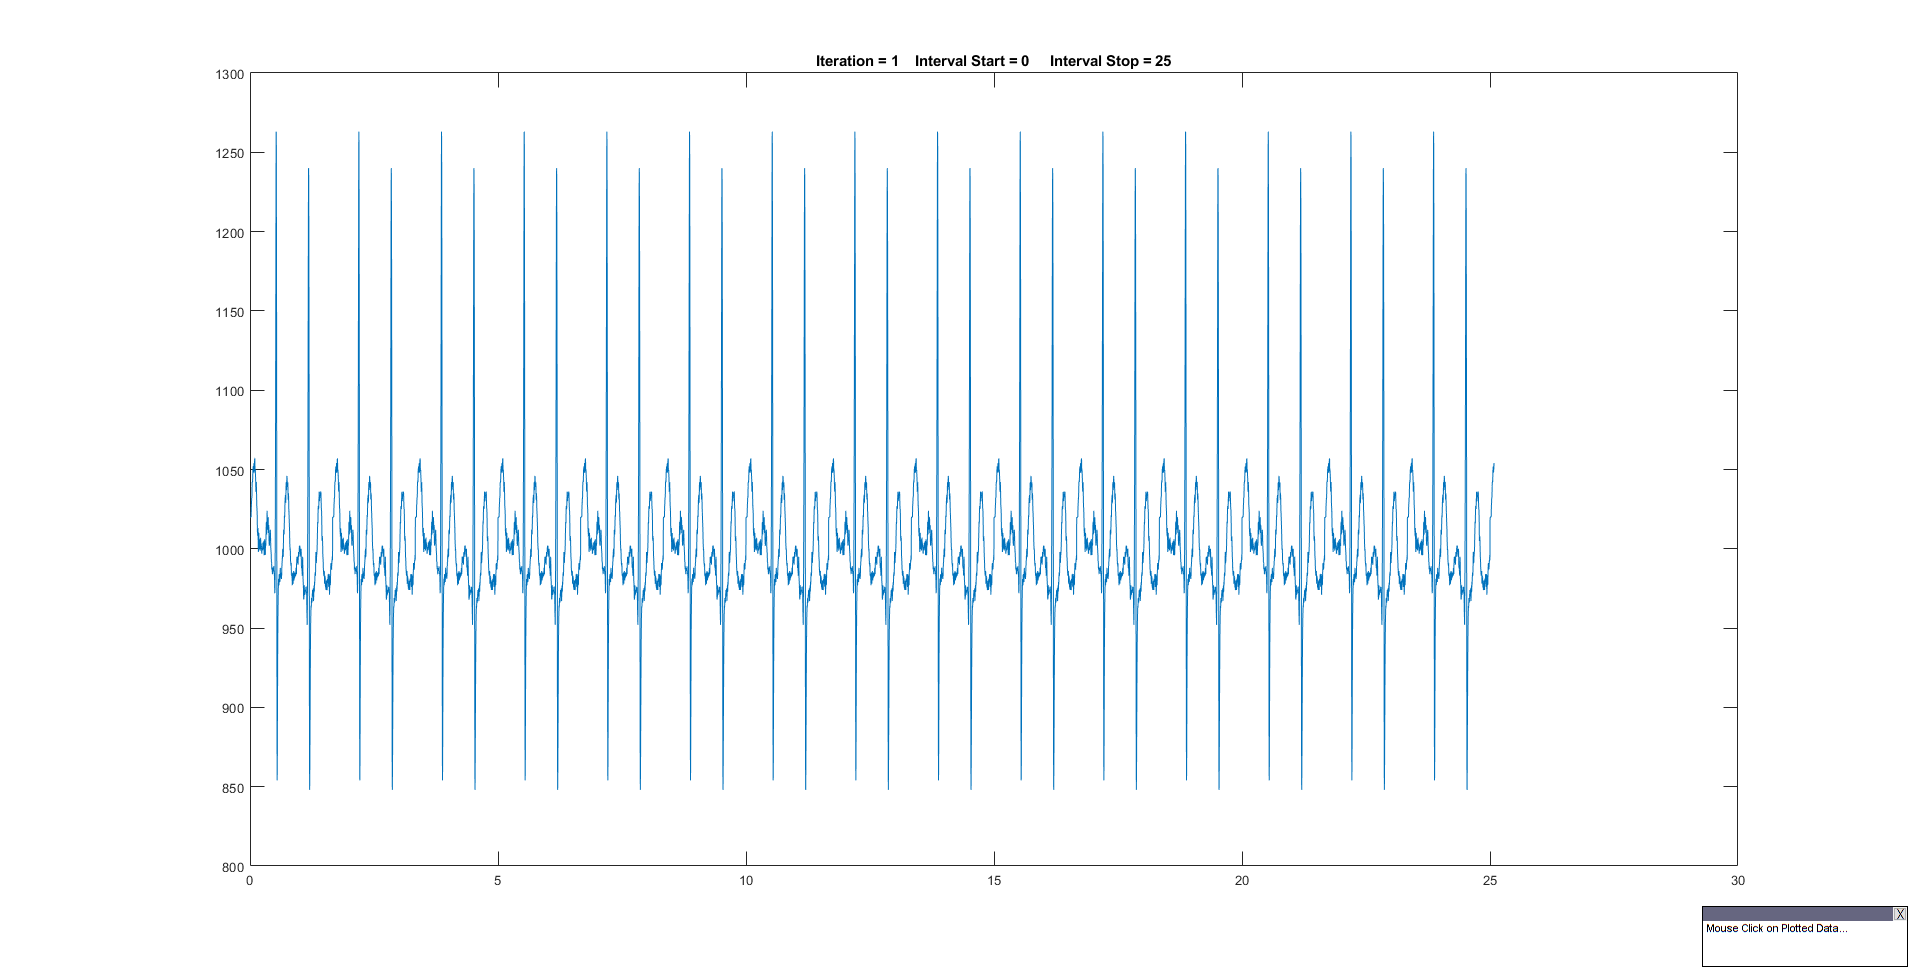 Iteration = 1 Interval Start = 0 Interval Stop = 25
1300
1250
1200
1150
1100
1050
1000
950
900
850
800
0 5 10 15 20 25 30
X
Mouse Click on Plotted Data...